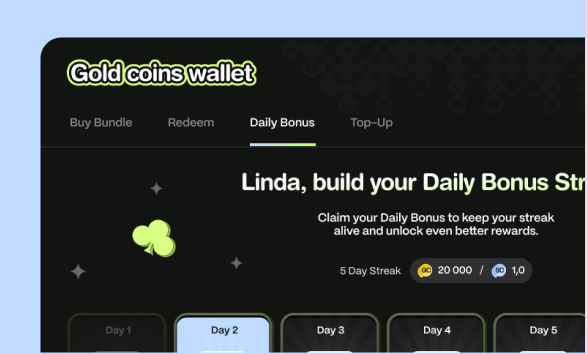 Gold coins wallet
Buy Bundle Redeem Daily Bonus Top-Up
Linda, build your Daily Bonus Str
Claim your Daily Bonus to keep your streak
alive and unlock even better rewards.
5 Day Streak GC 20 000 / SC 1,0
Day 1 Day 2 Day 3 Day 4 Day 5